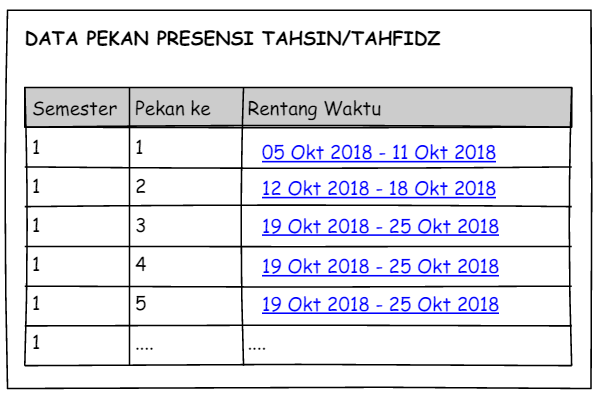 DATA PEKAN PRESENSI TAHSIN/TAHFIDZ
Semester Pekan ke Rentang Waktu
1 1 05 Okt 2018 - 11 Okt 2018
1 2 12 Okt 2018 - 18 Okt 2018
1 3 19 Okt 2018 - 25 Okt 2018
1 4 19 Okt 2018 - 25 Okt 2018
1 5 19 Okt 2018 - 25 Okt 2018
1 .... ....